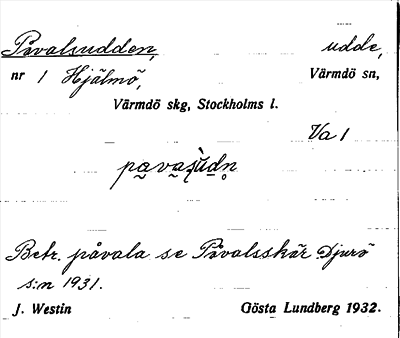 Påvalsudden, udde,
nr 1 Hjälmö, Värmdö sn,
Värmdö skg, Stockholms l.
Va 1
Betr. påvala se Påvalsskär Djurö
s:n 1931.
J. Westin Gösta Lundberg 1932.